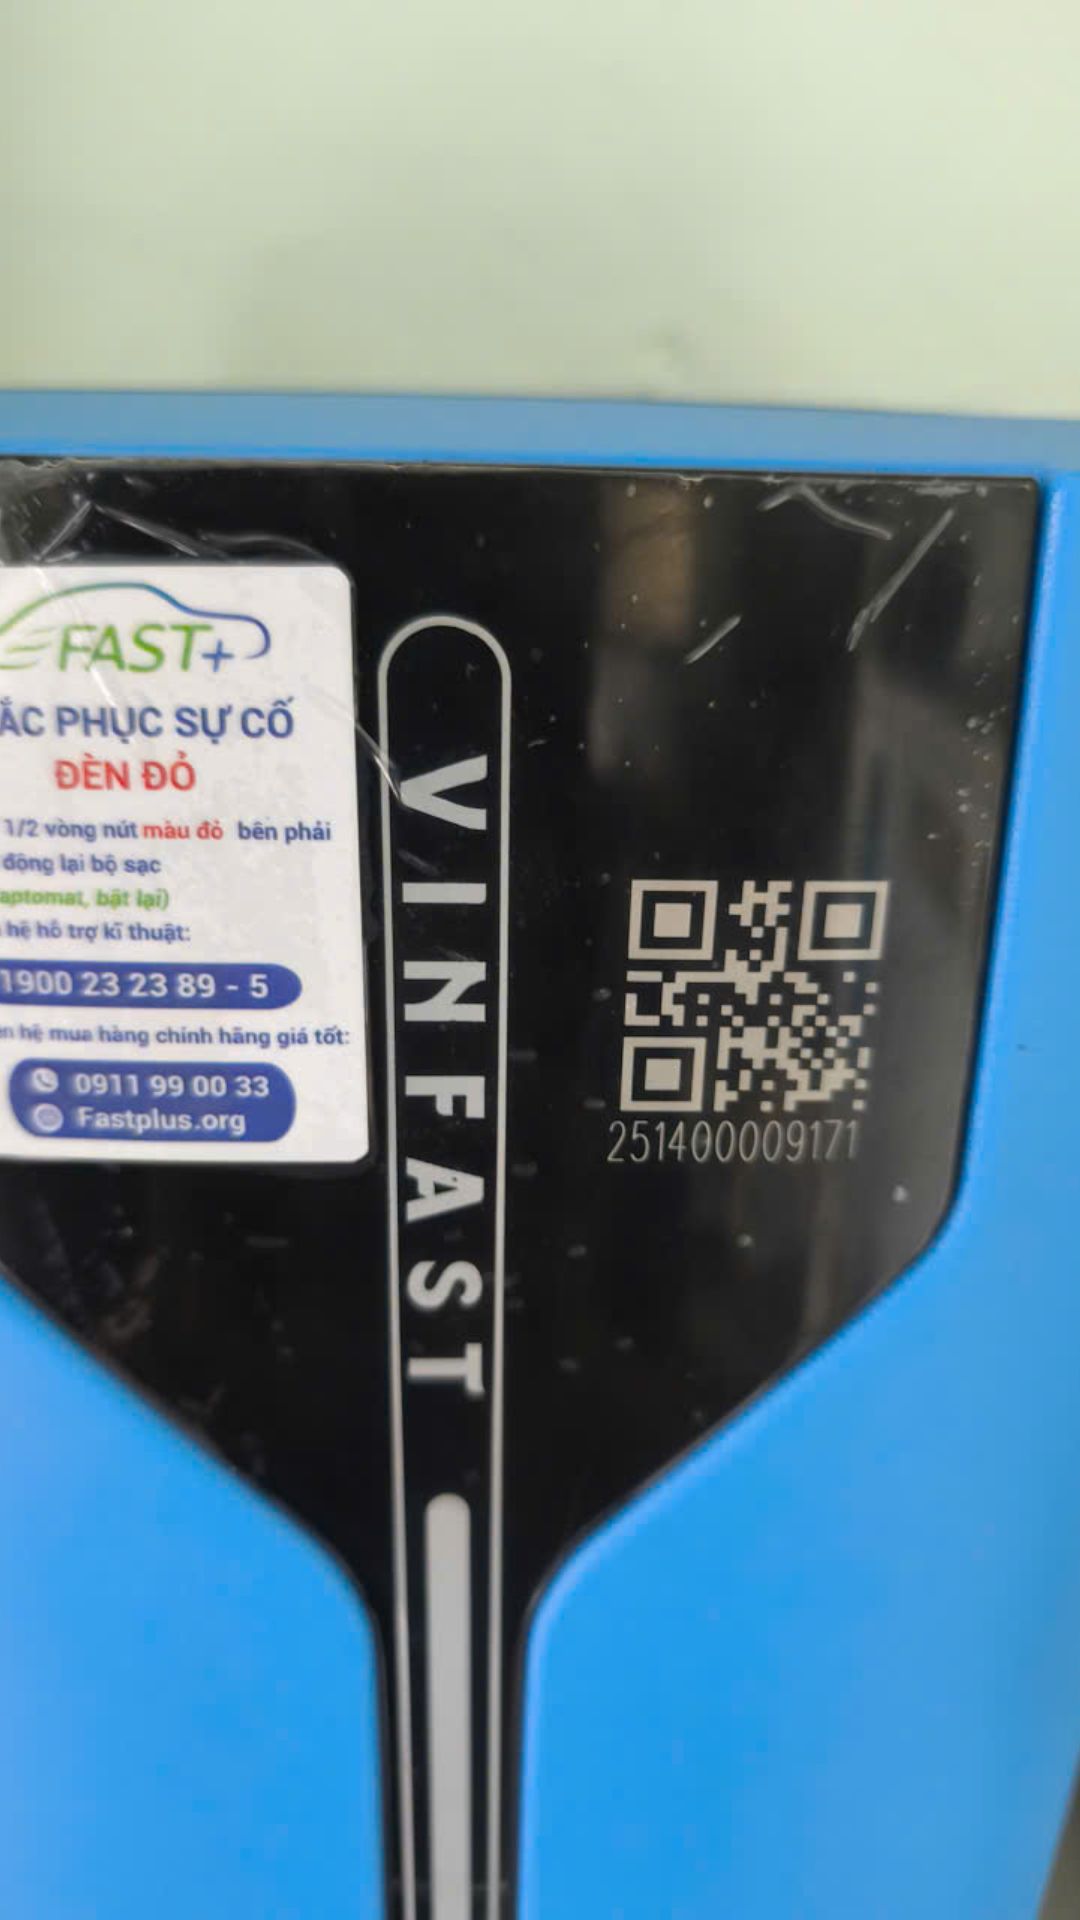 FAST+
ẮC PHỤC SỰ CỐ
ĐÈN ĐỎ
1/2 vòng nút màu đỏ bên phải
động lại bộ sạc
aptomat, bật lại)
hệ hỗ trợ kĩ thuật:
1900 23 23 89 - 5
ên hệ mua hàng chính hãng giá tốt:
0911 99 00 33
Fastplus.org
VINFAST
251400009171